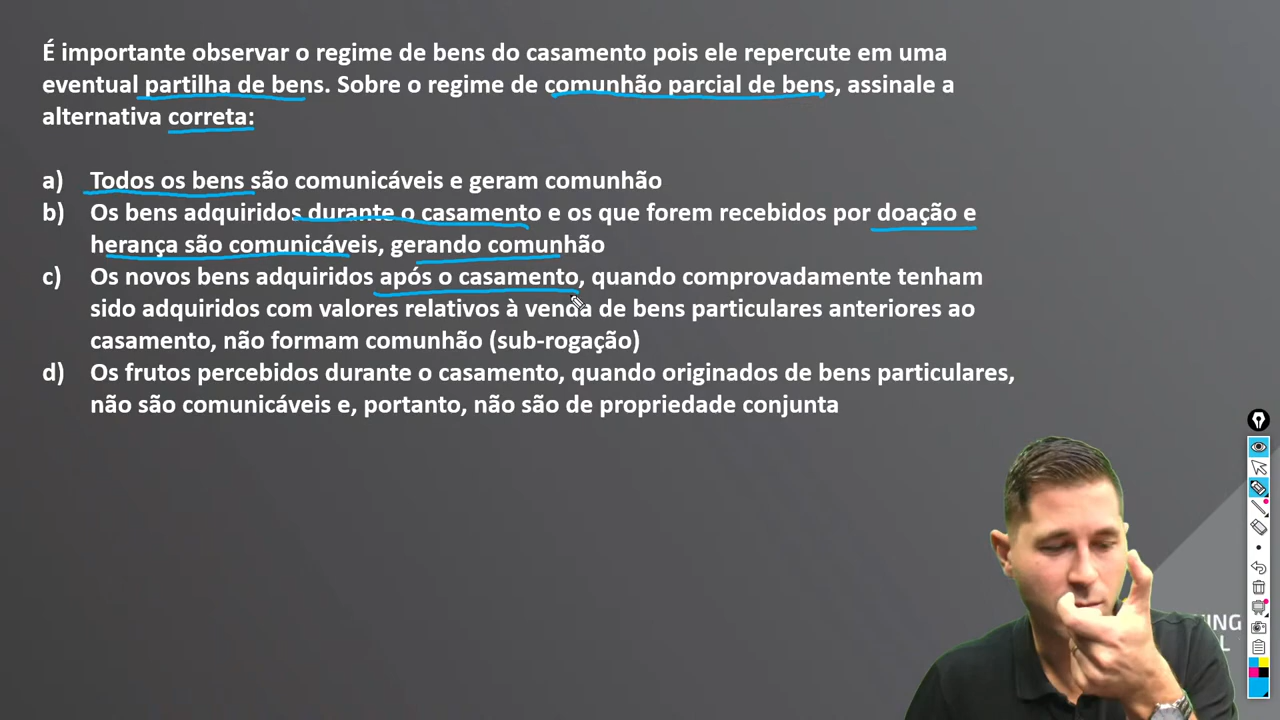 É importante observar o regime de bens do casamento pois ele repercute em uma
eventual partilha de bens. Sobre o regime de comunhão parcial de bens, assinale a
alternativa correta:
a) Todos os bens são comunicáveis e geram comunhão
b) Os bens adquiridos durante o casamento e os que forem recebidos por doação e
herança são comunicáveis, gerando comunhão
c) Os novos bens adquiridos após o casamento, quando comprovadamente tenham
sido adquiridos com valores relativos à venda de bens particulares anteriores ao
casamento, não formam comunhão (sub-rogação)
d) Os frutos percebidos durante o casamento, quando originados de bens particulares,
não são comunicáveis e, portanto, não são de propriedade conjunta